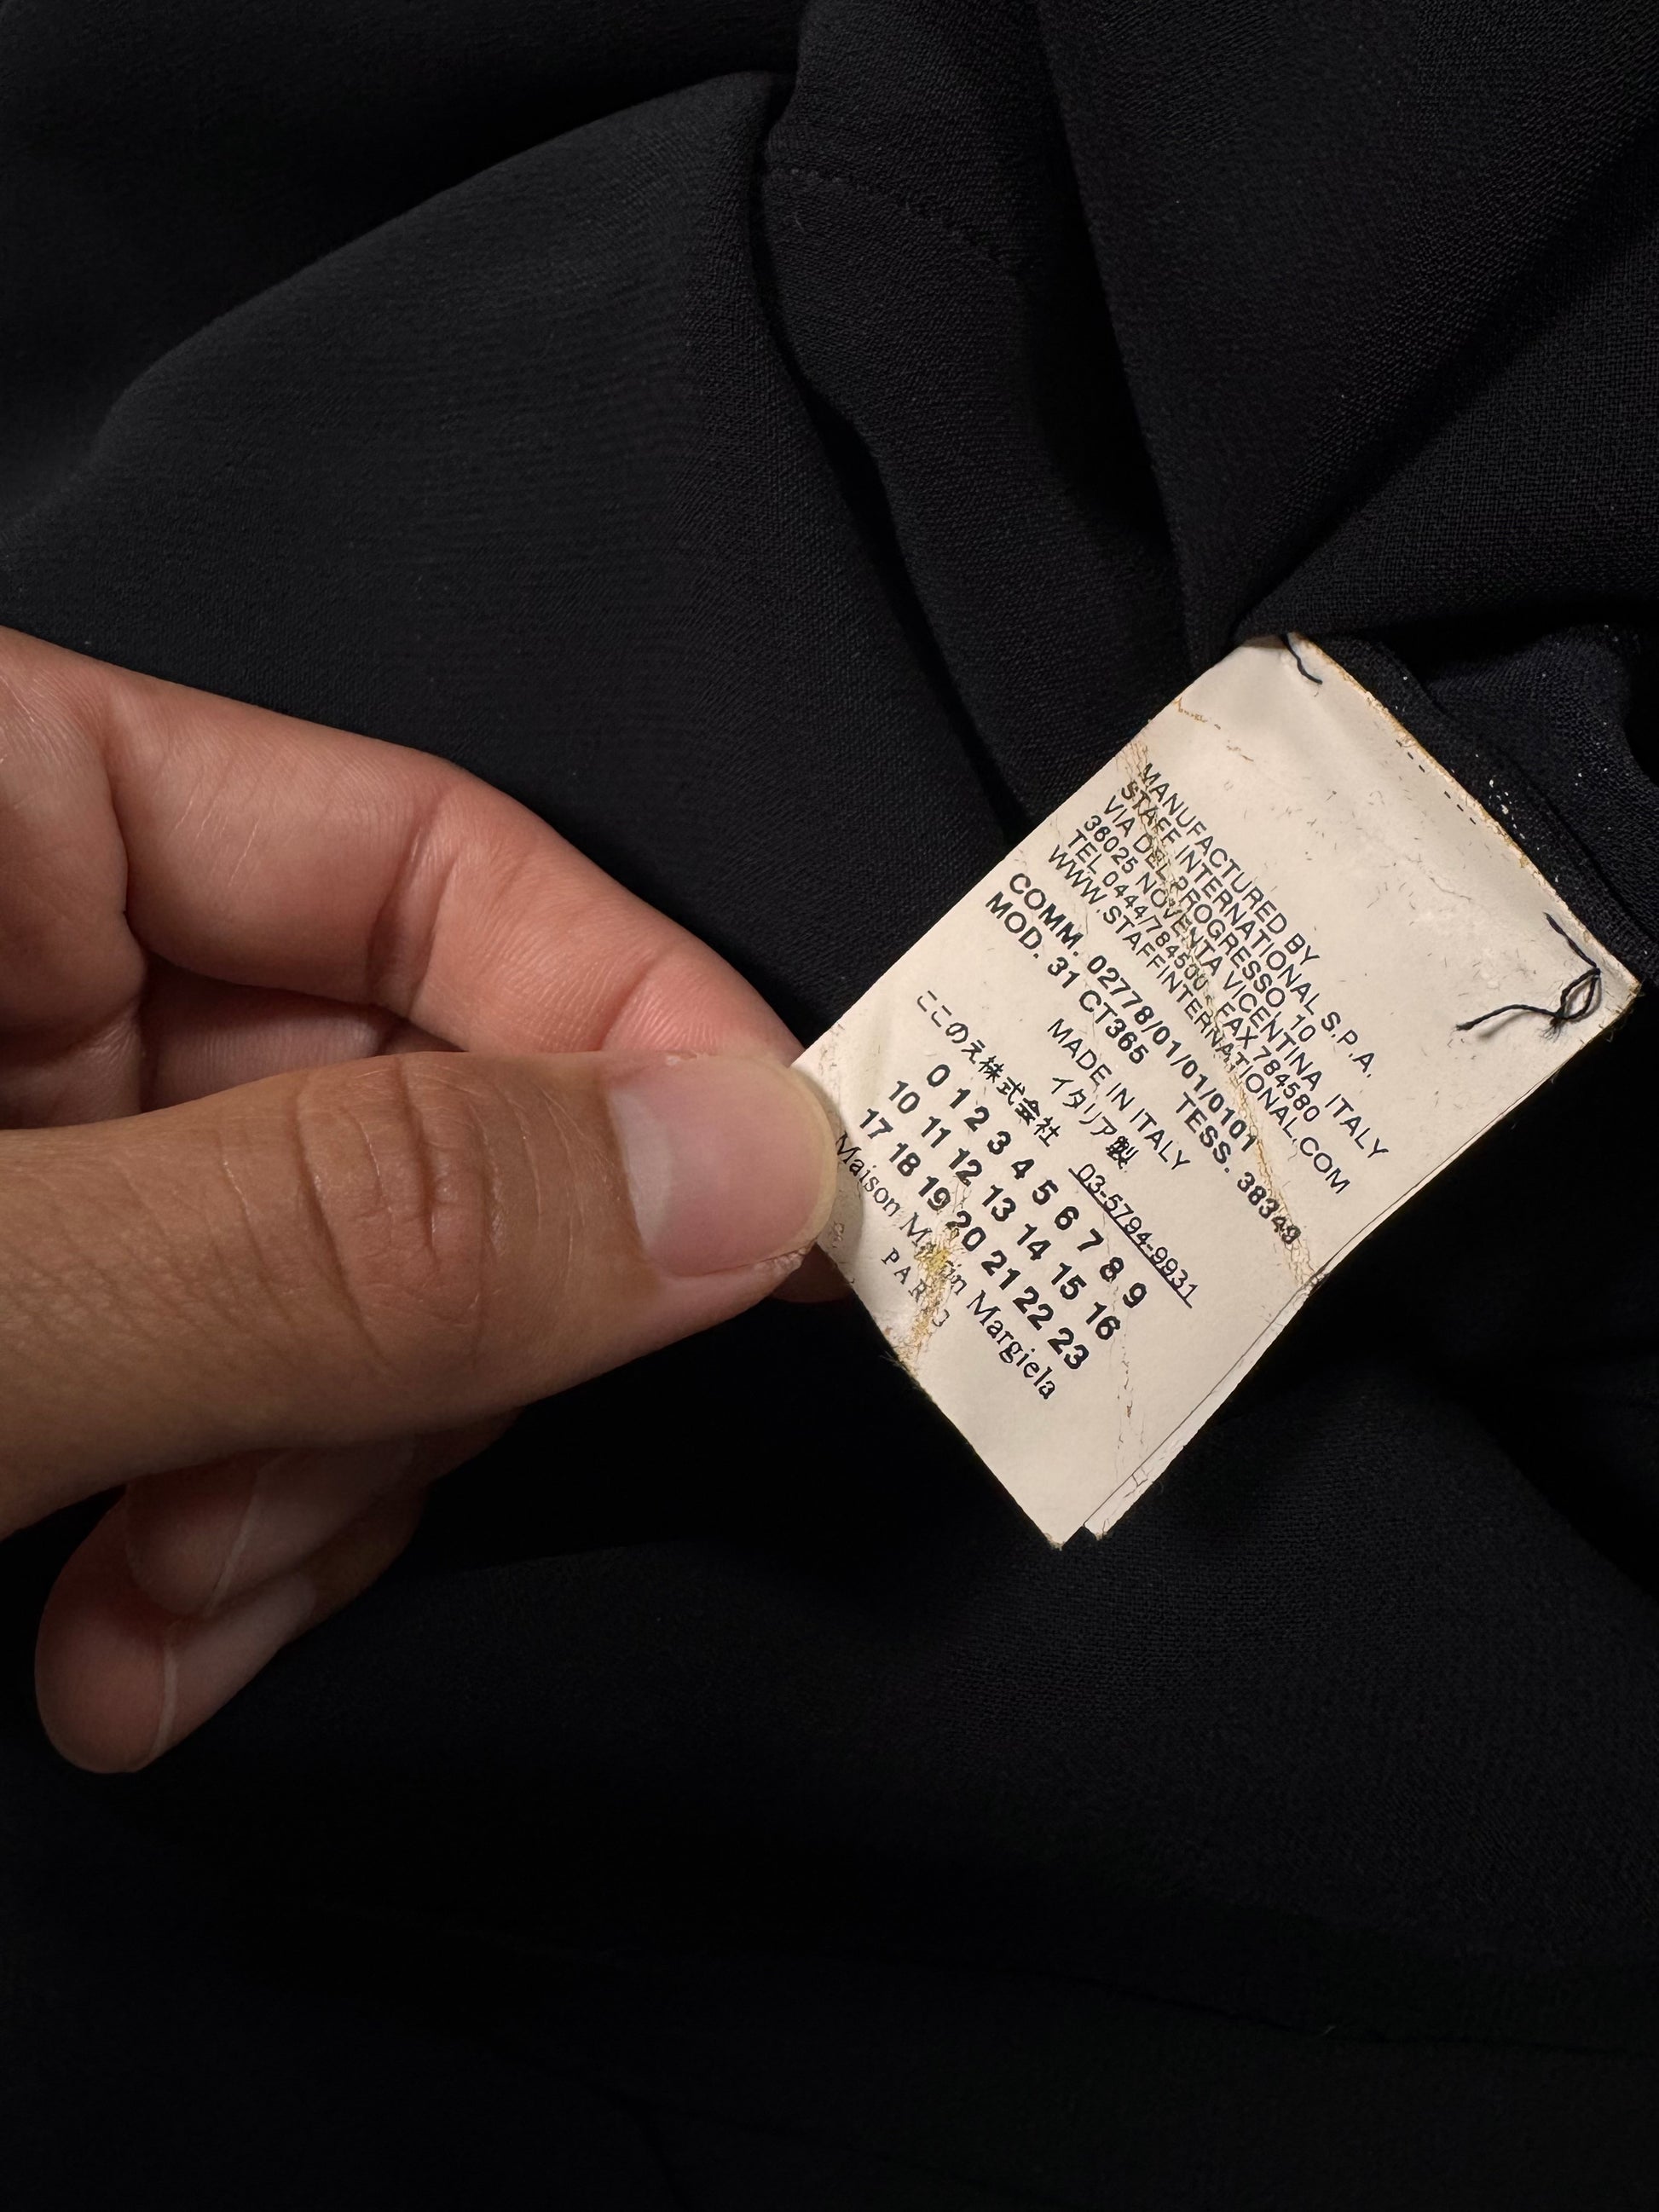 MANUFACTURED BY
STAFF INTERNATIONAL S.P.A.
VIA DEL PROGRESSO, 10
36025 NOVENTA VICENTINA ITALY
TEL 0444/784500 - FAX 784580
WWW.STAFFINTERNATIONAL.COM
COMM. 02778/01/01/0101
MOD. 31 CT365 TESS. 38349
MADE IN ITALY
イタリア製
ここのえ株式会社 03-5794-9931
0 1 2 3 4 5 6 7 8 9
10 11 12 13 14 15 16
17 18 19 20 21 22 23
Maison Martin Margiela
PARIS